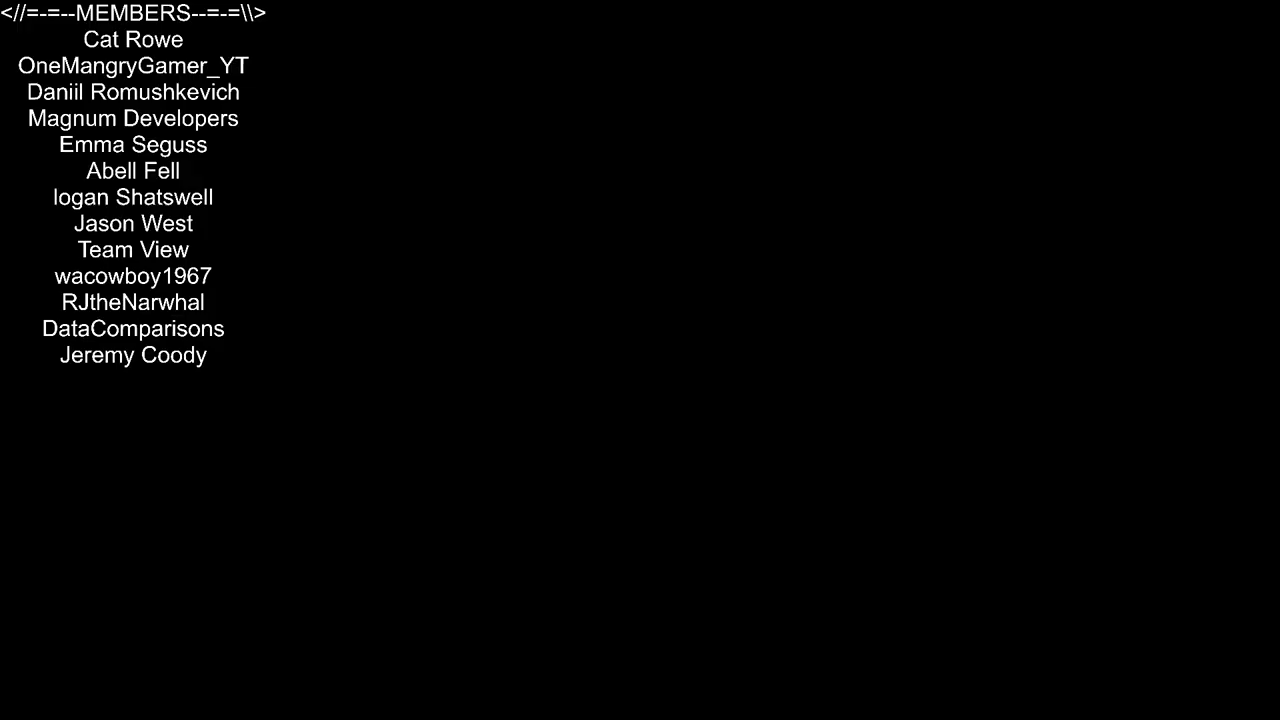 <//=-=--MEMBERS--=-=\\>
Cat Rowe
OneMangryGamer_YT
Daniil Romushkevich
Magnum Developers
Emma Seguss
Abell Fell
logan Shatswell
Jason West
Team View
wacowboy1967
RJtheNarwhal
DataComparisons
Jeremy Coody